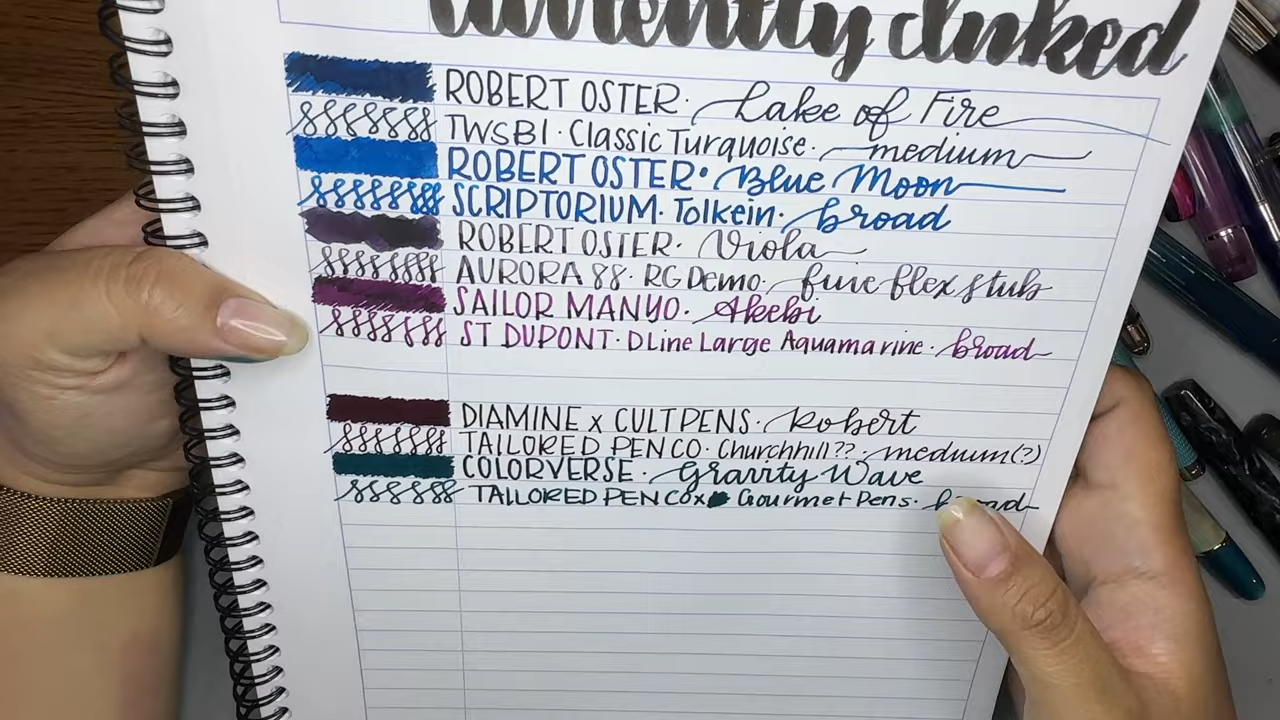 currently inked
ROBERT OSTER · Lake of Fire
TWSBI · Classic Turquoise · medium
ROBERT OSTER · Blue Moon
SCRIPTORIUM · Tolkein · broad
ROBERT OSTER · Viola
AURORA 88 · RG Demo · fine flex stub
SAILOR MANYO · Akebi
ST DUPONT · D Line Large Aquamarine · broad
DIAMINE x CULTPENS · Robert
TAILORED PEN CO · Churchhill?? · medium(?)
COLORVERSE · Gravity Wave
TAILORED PEN CO x Gourmet Pens · broad